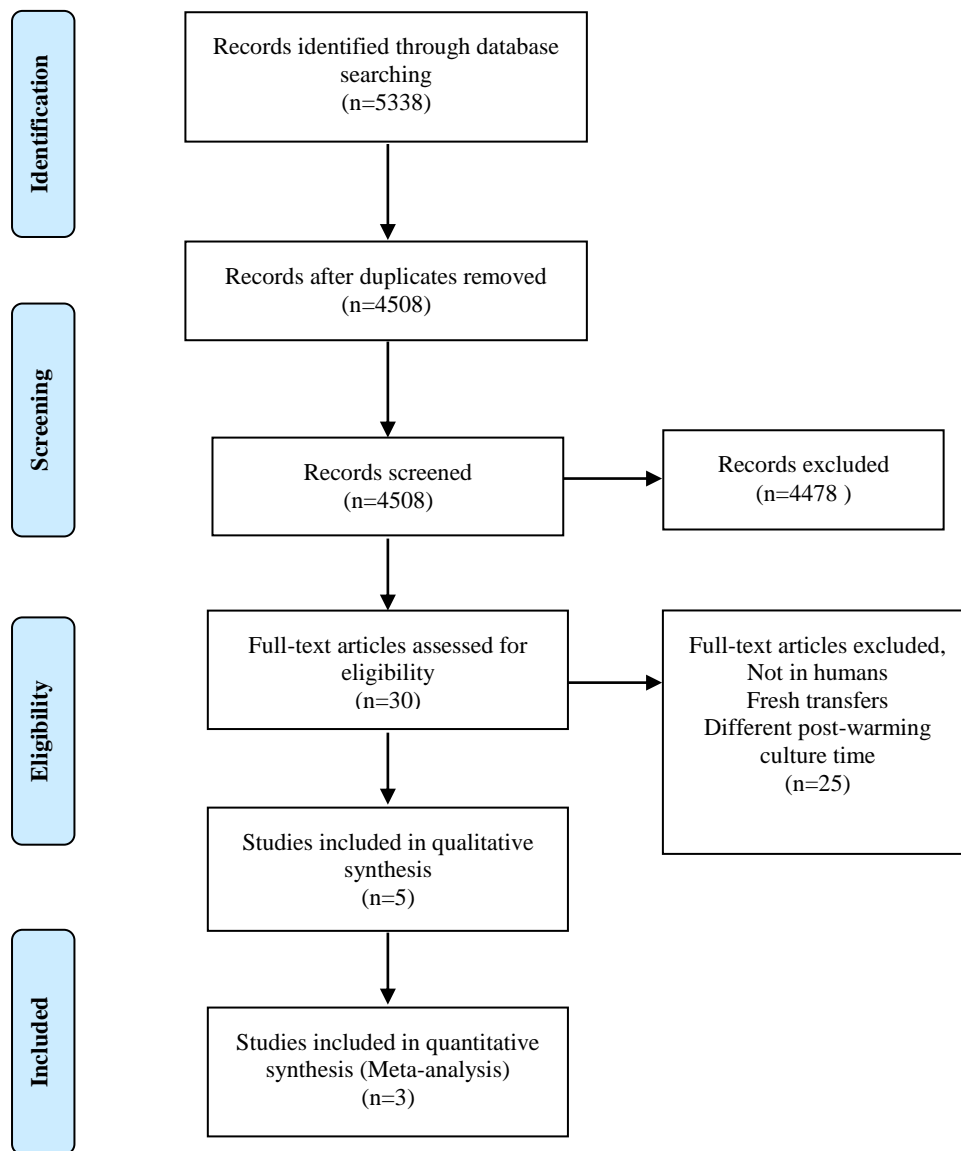 Identification
Records identified through database
searching
(n=5338)
Records after duplicates removed
(n=4508)
Screening
Records screened
(n=4508)
Records excluded
(n=4478 )
Eligibility
Full-text articles assessed for
eligibility
(n=30)
Full-text articles excluded,
Not in humans
Fresh transfers
Different post-warming
culture time
(n=25)
Studies included in qualitative
synthesis
(n=5)
Included
Studies included in quantitative
synthesis (Meta-analysis)
(n=3)